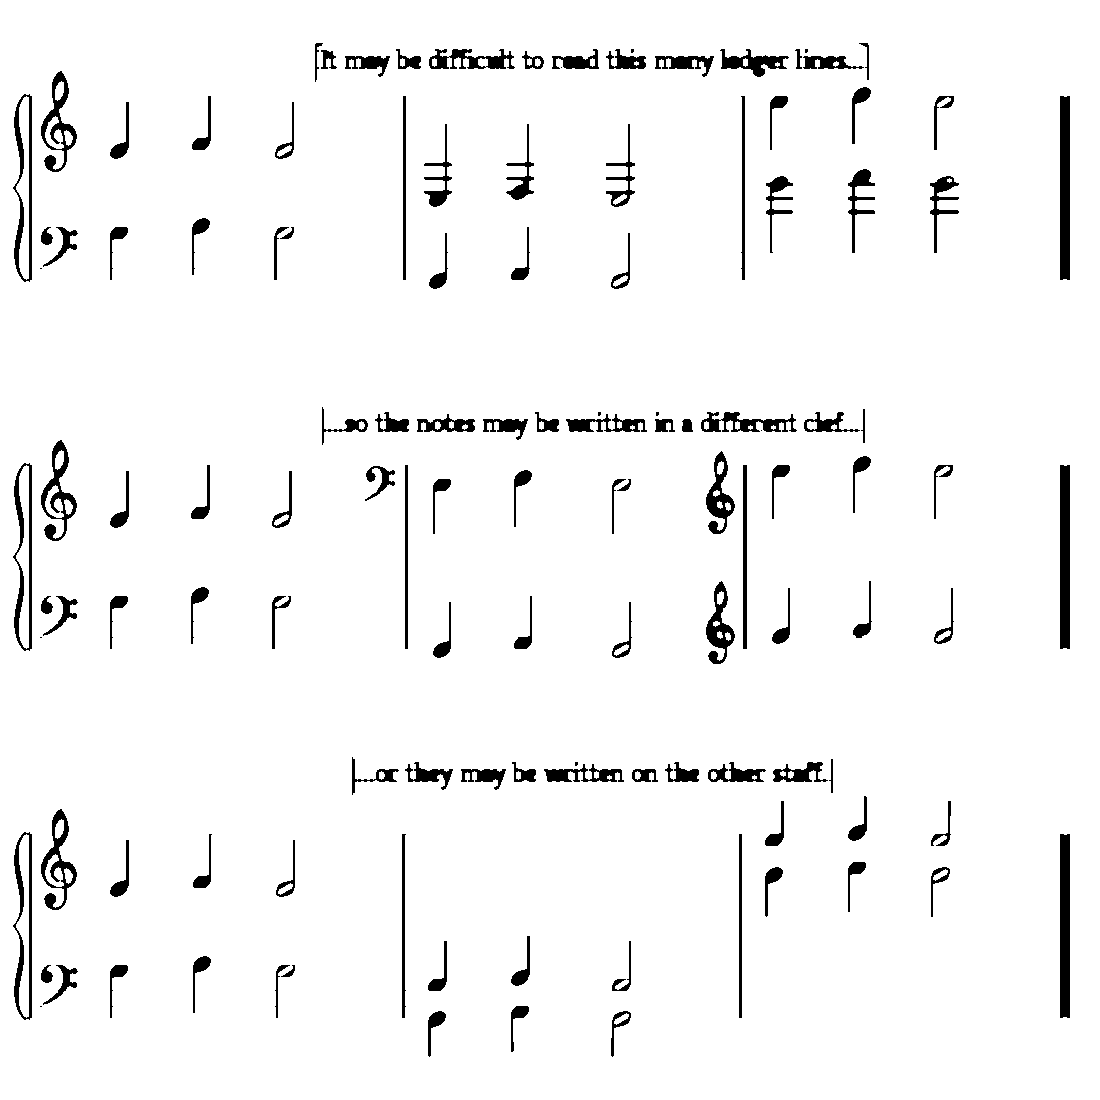 It may be difficult to read this many ledger lines...
...so the notes may be written in a different clef...
...or they may be written on the other staff.